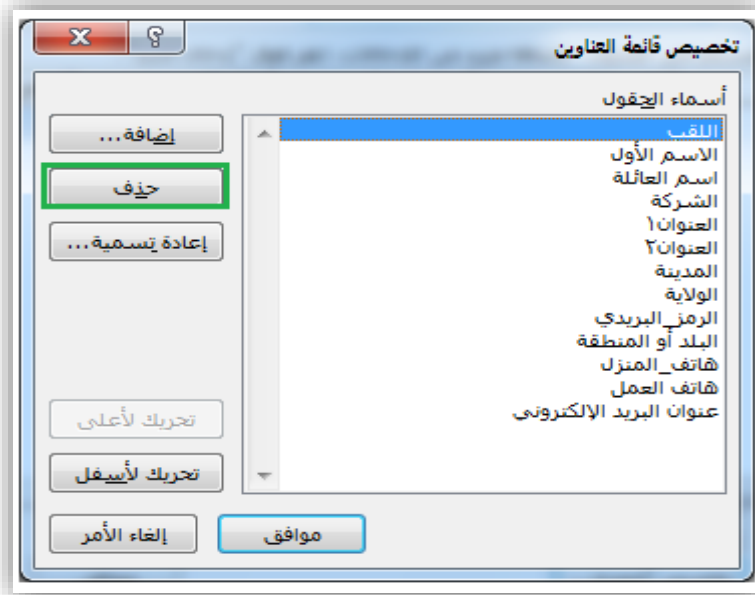 تخصيص قائمة العناوين
أسماء الحقول
اللقب
الاسم الأول
اسم العائلة
الشركة
العنوان١
العنوان٢
المدينة
الولاية
الرمز_البريدي
البلد أو المنطقة
هاتف_المنزل
هاتف العمل
عنوان البريد الإلكتروني
إضافة...
حذف
إعادة تسمية...
تحريك لأعلى
تحريك لأسفل
موافق
إلغاء الأمر